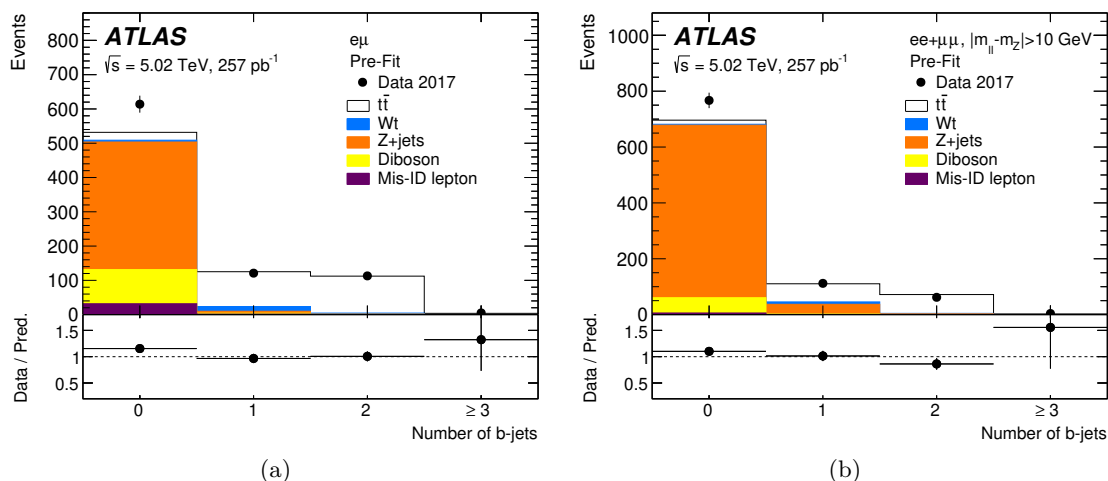 Events
800
700
600
500
400
300
200
100
0
ATLAS
√s = 5.02 TeV, 257 pb⁻¹
eμ
Pre-Fit
Data 2017
tt̄
Wt
Z+jets
Diboson
Mis-ID lepton
Data / Pred.
1.5
1
0.5
0 1 2 ≥ 3
Number of b-jets
(a)
Events
1000
800
600
400
200
0
ATLAS
√s = 5.02 TeV, 257 pb⁻¹
ee+μμ, |m_ll-m_Z|>10 GeV
Pre-Fit
Data 2017
tt̄
Wt
Z+jets
Diboson
Mis-ID lepton
Data / Pred.
1.5
1
0.5
0 1 2 ≥ 3
Number of b-jets
(b)